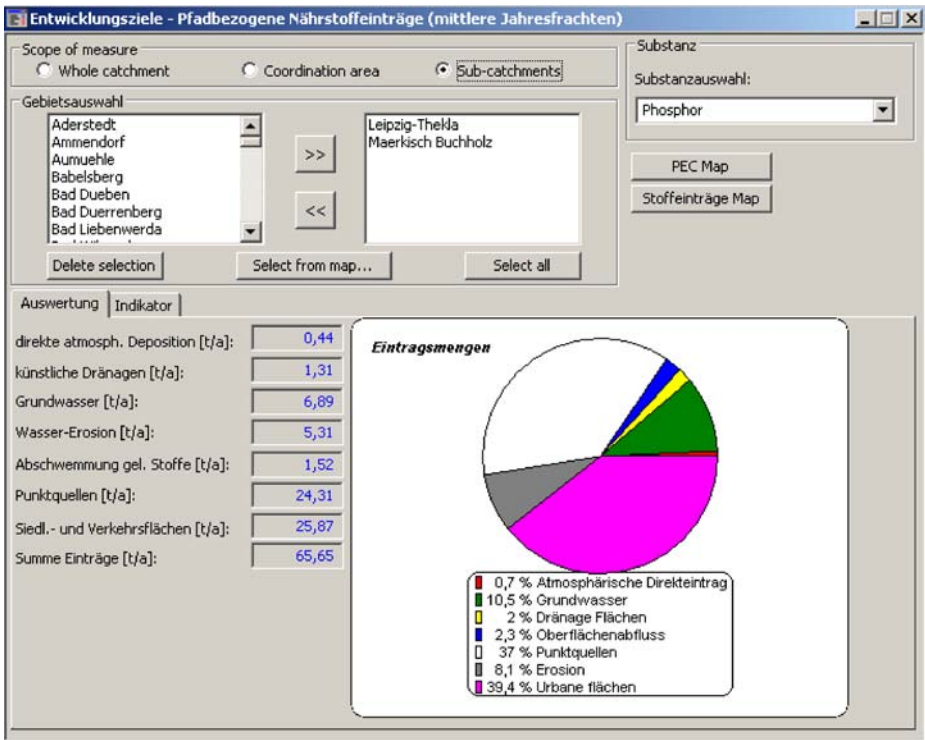 Entwicklungsziele - Pfadbezogene Nährstoffeinträge (mittlere Jahresfrachten)
Scope of measure
Whole catchment Coordination area Sub-catchments
Substanz
Substanzauswahl:
Phosphor
Gebietsauswahl
Aderstedt
Ammendorf
Aumuehle
Babelsberg
Bad Dueben
Bad Duerrenberg
Bad Liebenwerda
>>
<<
Leipzig-Thekla
Maerkisch Buchholz
PEC Map
Stoffeinträge Map
Delete selection Select from map... Select all
Auswertung Indikator
direkte atmosph. Deposition [t/a]: 0,44
künstliche Dränagen [t/a]: 1,31
Grundwasser [t/a]: 6,89
Wasser-Erosion [t/a]: 5,31
Abschwemmung gel. Stoffe [t/a]: 1,52
Punktquellen [t/a]: 24,31
Siedl.- und Verkehrsflächen [t/a]: 25,87
Summe Einträge [t/a]: 65,65
Eintragsmengen
0,7 % Atmosphärische Direkteintrag
10,5 % Grundwasser
2 % Dränage Flächen
2,3 % Oberflächenabfluss
37 % Punktquellen
8,1 % Erosion
39,4 % Urbane flächen